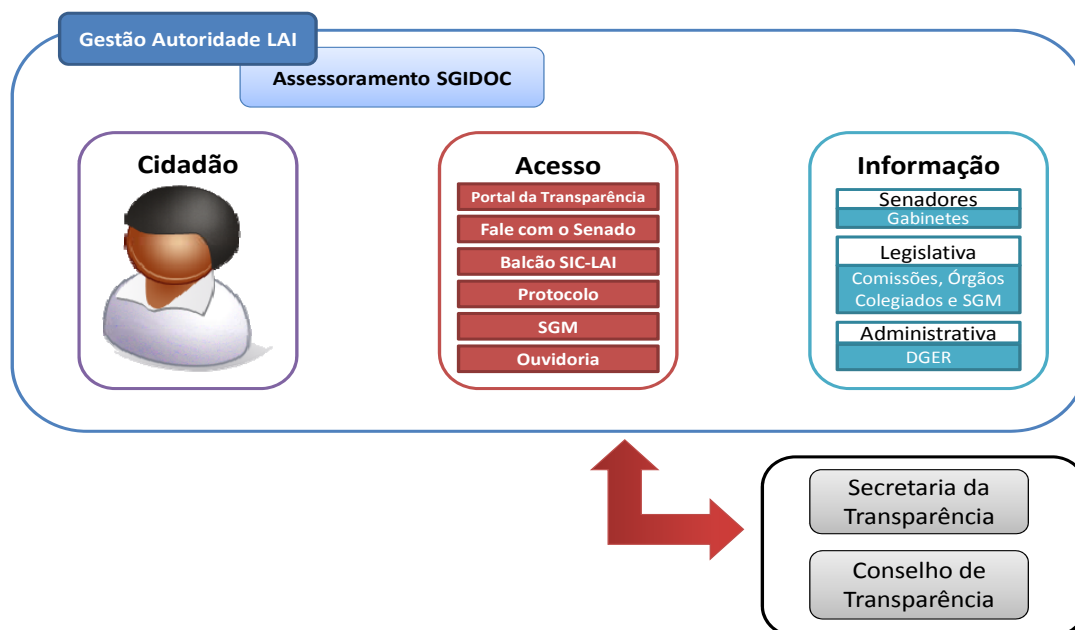 Gestão Autoridade LAI
Assessoramento SGIDOC
Cidadão
Acesso
Portal da Transparência
Fale com o Senado
Balcão SIC-LAI
Protocolo
SGM
Ouvidoria
Informação
Senadores
Gabinetes
Legislativa
Comissões, Órgãos
Colegiados e SGM
Administrativa
DGER
Secretaria da
Transparência
Conselho de
Transparência